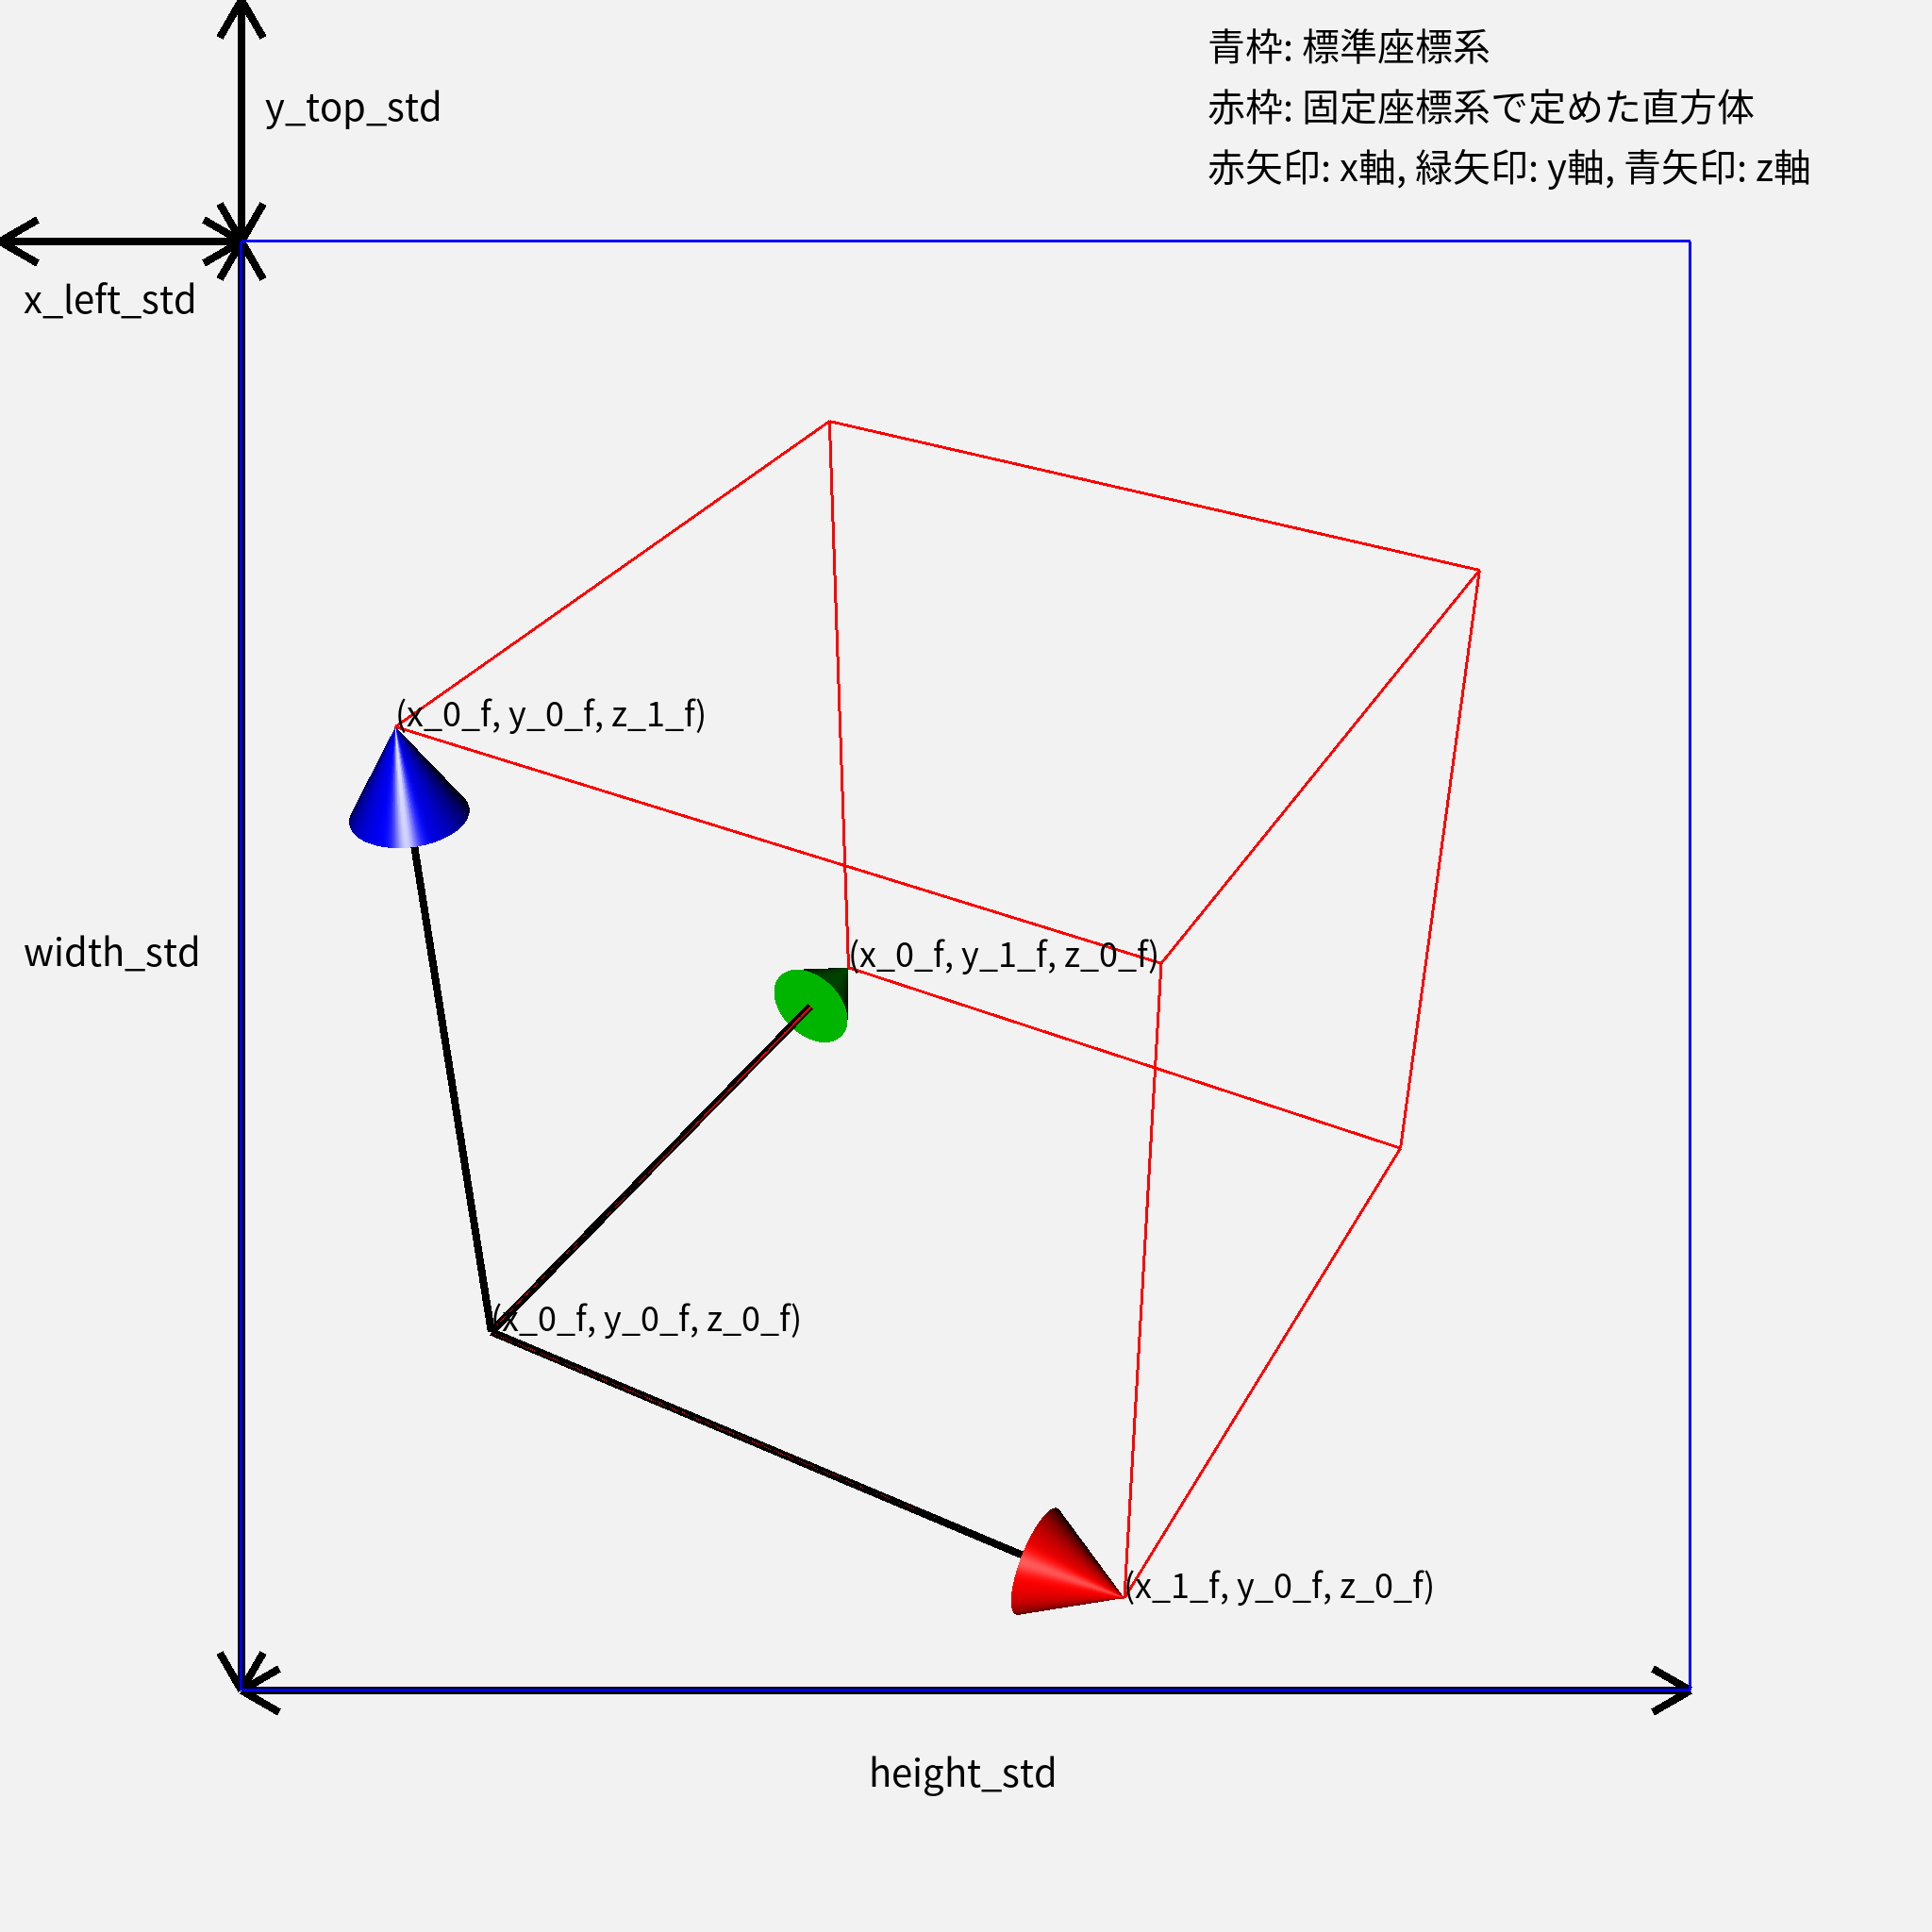 青枠: 標準座標系
y_top_std
赤枠: 固定座標系で定めた直方体
赤矢印: x軸, 緑矢印: y軸, 青矢印: z軸
x_left_std
(x_0_f, y_0_f, z_1_f)
width_std
(x_0_f, y_1_f, z_0_f)
(x_0_f, y_0_f, z_0_f)
(x_1_f, y_0_f, z_0_f)
height_std